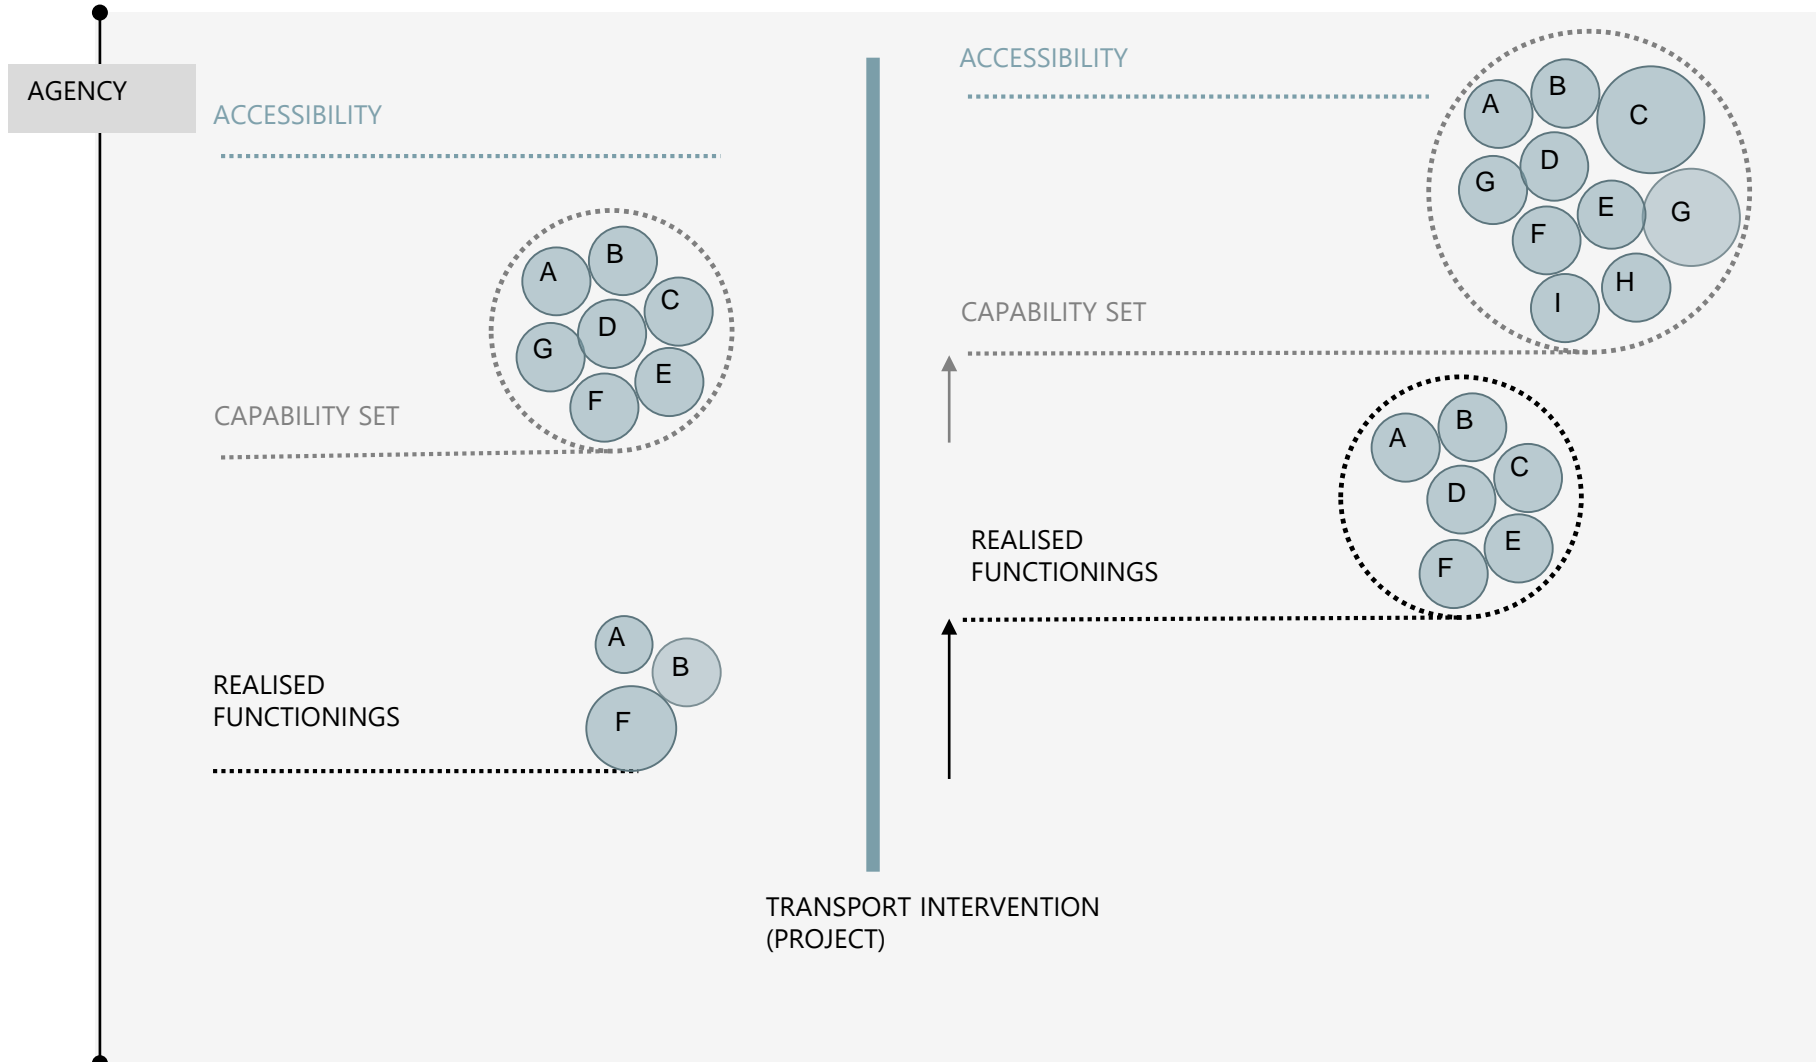 AGENCY
ACCESSIBILITY
A
B
C
D
G
E
F
CAPABILITY SET
A
B
F
REALISED
FUNCTIONINGS
TRANSPORT INTERVENTION
(PROJECT)
ACCESSIBILITY
A
B
C
D
G
E
G
F
H
I
CAPABILITY SET
A
B
C
D
E
F
REALISED
FUNCTIONINGS